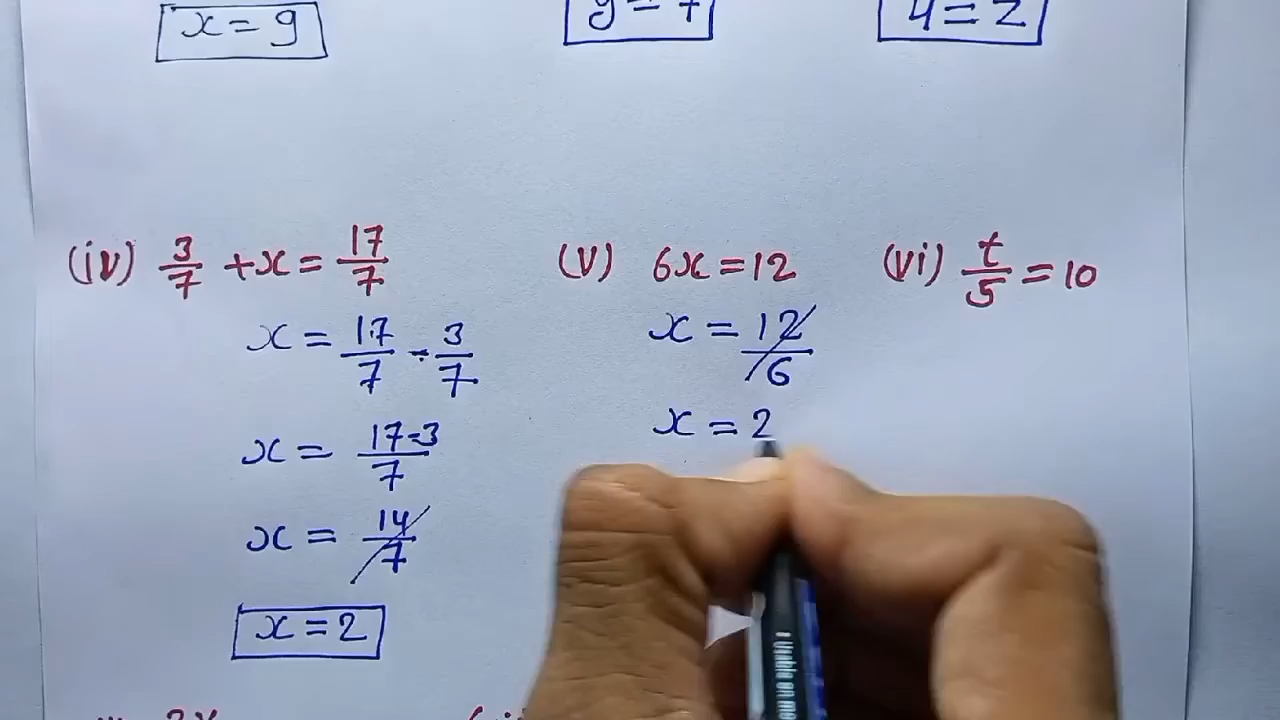 x = 9
y = 7
4 = z
(iv) 3/7 + x = 17/7
x = 17/7 - 3/7
x = 17-3/7
x = 14/7
x = 2
(v) 6x = 12
x = 12/6
x = 2
(vi) t/5 = 10